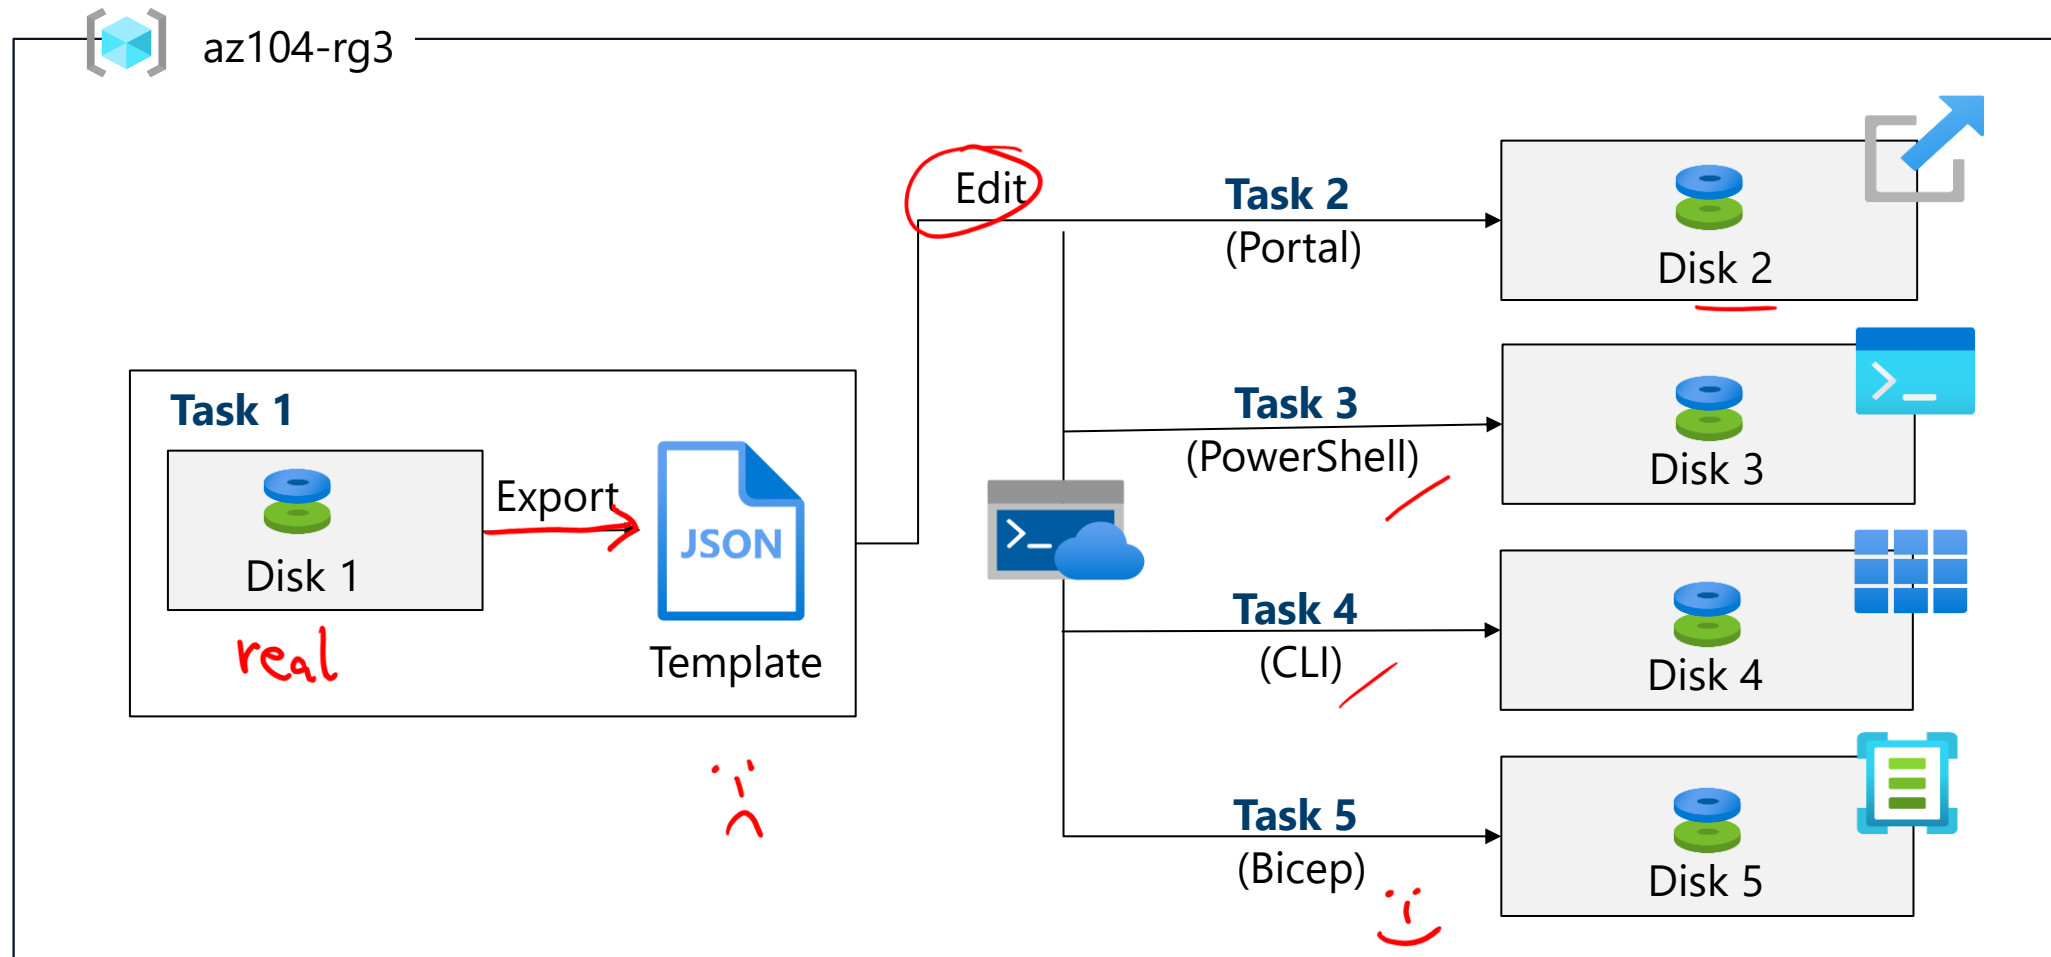 az104-rg3
Edit
Task 2
(Portal)
Disk 2
Task 1
Export
JSON
Disk 1
Template
real
Task 3
(PowerShell)
Disk 3
>_
>_
Task 4
(CLI)
Disk 4
Task 5
(Bicep)
Disk 5